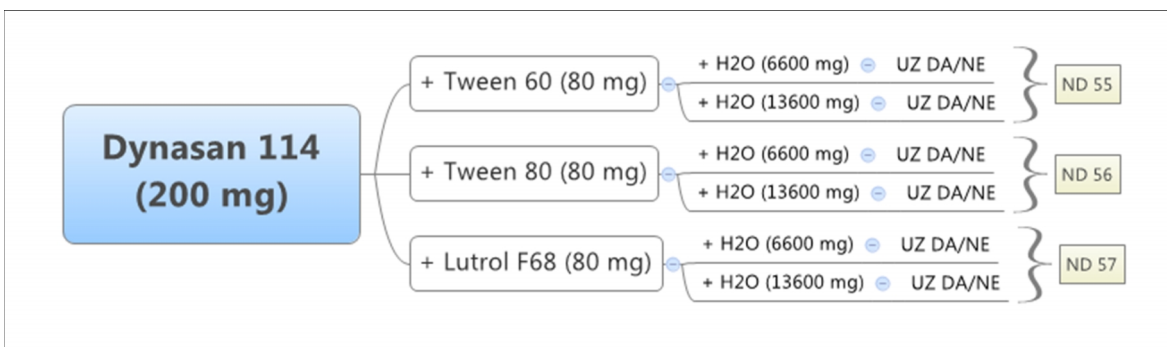 Dynasan 114
(200 mg)
+ Tween 60 (80 mg)
+ H2O (6600 mg) UZ DA/NE
+ H2O (13600 mg) UZ DA/NE
ND 55
+ Tween 80 (80 mg)
+ H2O (6600 mg) UZ DA/NE
+ H2O (13600 mg) UZ DA/NE
ND 56
+ Lutrol F68 (80 mg)
+ H2O (6600 mg) UZ DA/NE
+ H2O (13600 mg) UZ DA/NE
ND 57